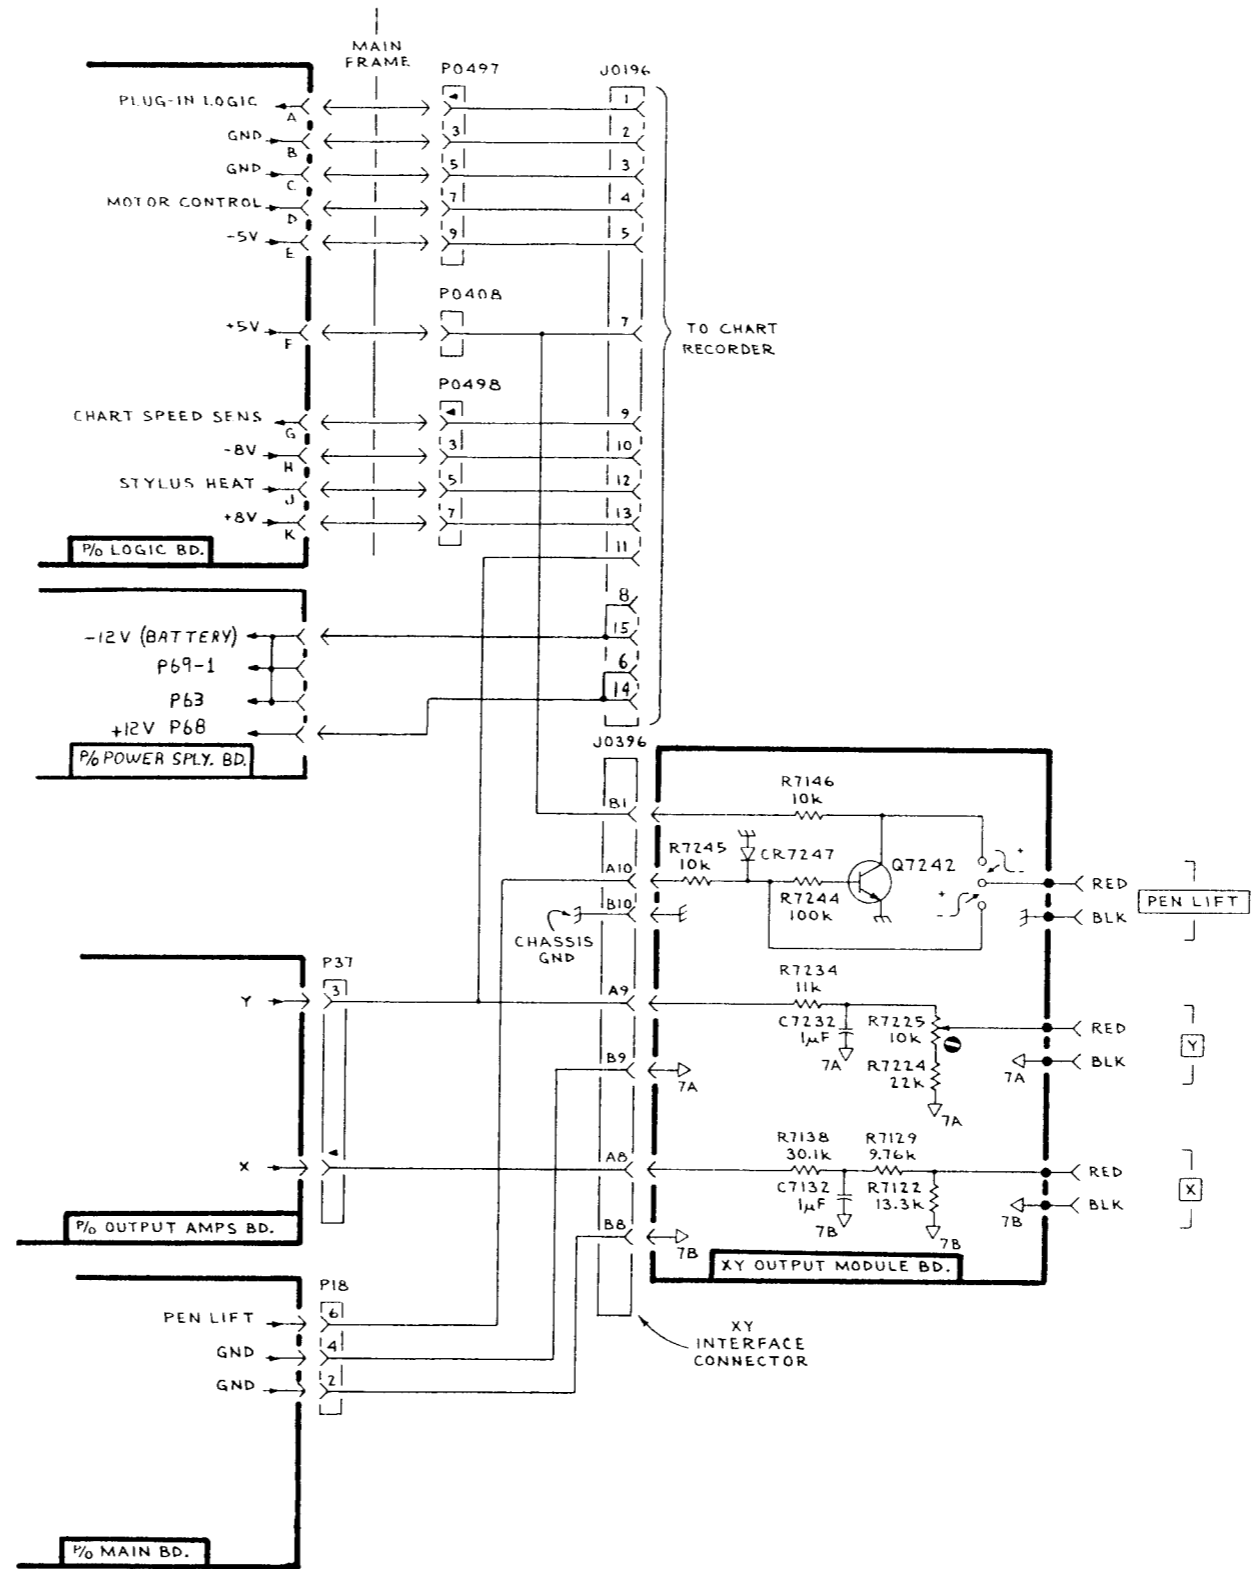 MAIN
FRAME
P0497
J0196
PLUG-IN LOGIC
A
1
GND
B
3
2
GND
C
5
3
MOTOR CONTROL
D
7
4
-5V
E
9
5
P0408
+5V
F
7
TO CHART
RECORDER
P0498
CHART SPEED SENS
G
9
-8V
H
3
10
STYLUS HEAT
J
5
12
+8V
K
7
13
11
P/O LOGIC BD.
8
-12V (BATTERY)
15
P69-1
6
P63
14
+12V P68
P/O POWER SPLY. BD.
J0396
B1
R7146
10K
R7245
10K
CR7247
Q7242
A10
R7244
100K
+
-
+
-
RED
PEN LIFT
B10
BLK
CHASSIS
GND
P37
Y
3
A9
R7234
11K
C7232
1µF
7A
R7225
10K
RED
Y
B9
7A
R7224
22K
7A
7A
BLK
X
A8
R7138
30.1K
R7129
9.76K
RED
C7132
1µF
7B
R7122
13.3K
7B
X
7B
BLK
P/O OUTPUT AMPS BD.
B8
7B
XY OUTPUT MODULE BD.
P18
PEN LIFT
6
GND
4
GND
2
XY
INTERFACE
CONNECTOR
P/O MAIN BD.